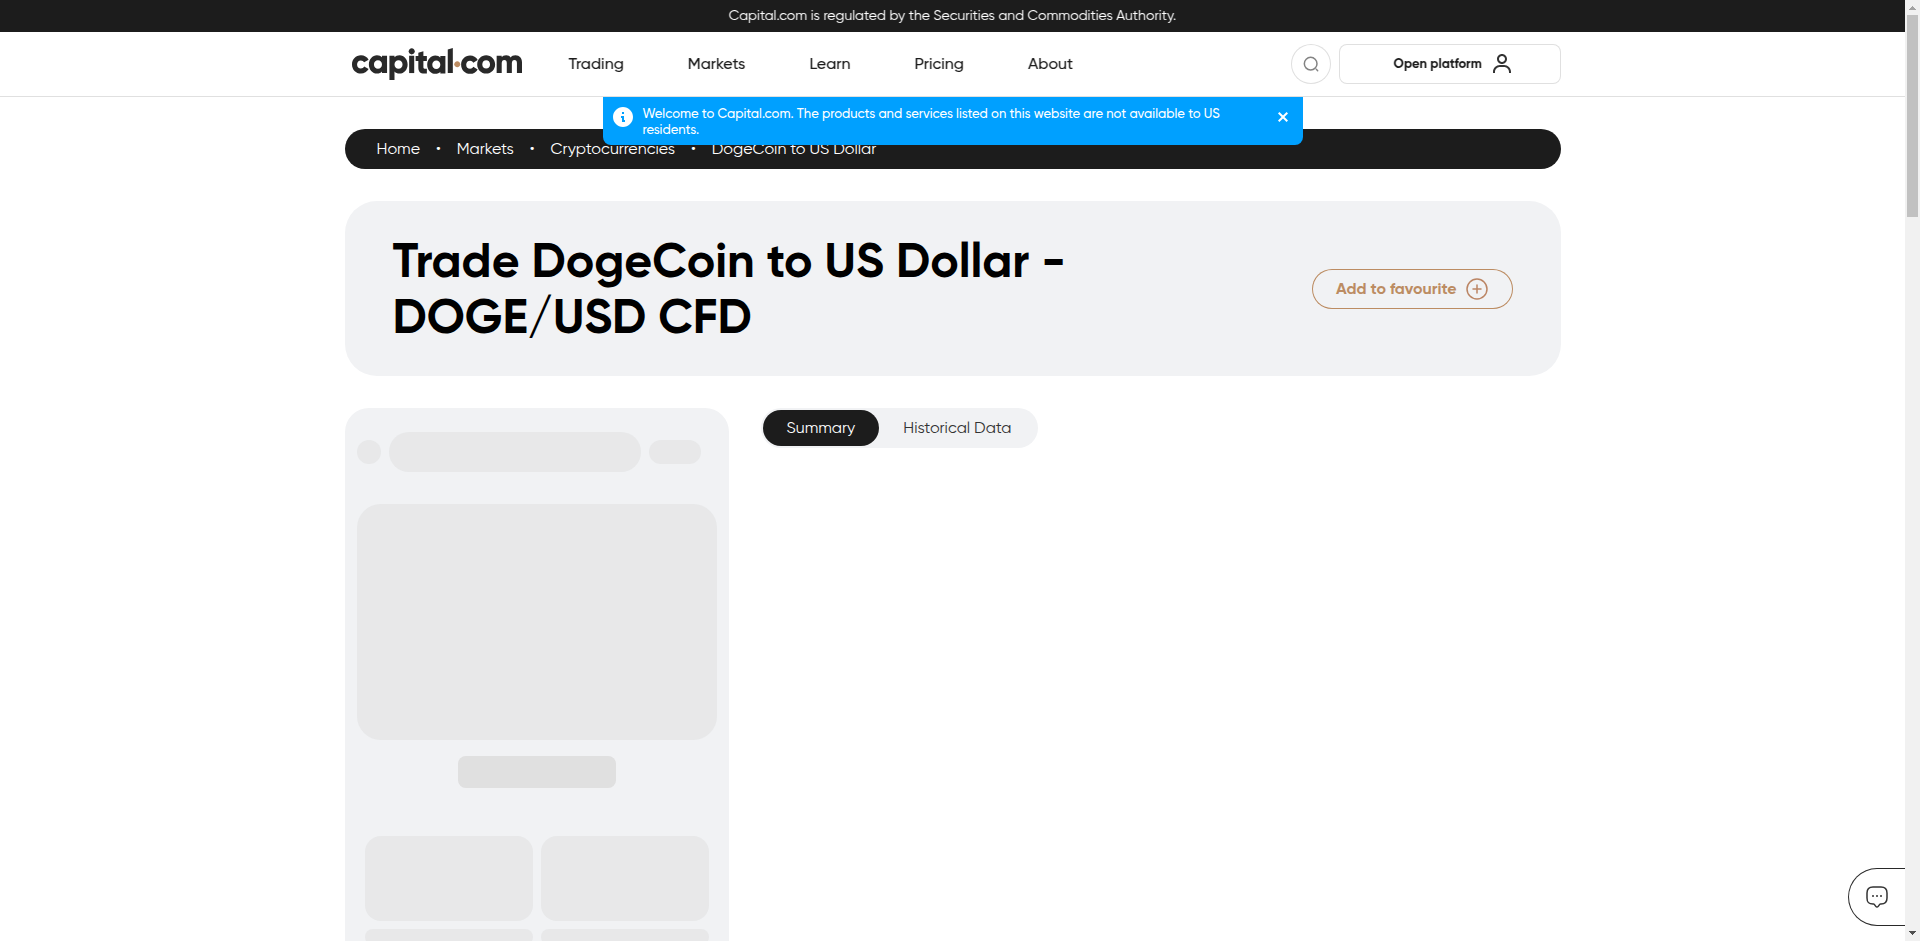 Capital.com is regulated by the Securities and Commodities Authority.
capital.com
Trading
Markets
Learn
Pricing
About
Open platform
Welcome to Capital.com. The products and services listed on this website are not available to US
residents.
Home • Markets • Cryptocurrencies • DogeCoin to US Dollar
Trade DogeCoin to US Dollar -
DOGE/USD CFD
Add to favourite
Summary
Historical Data